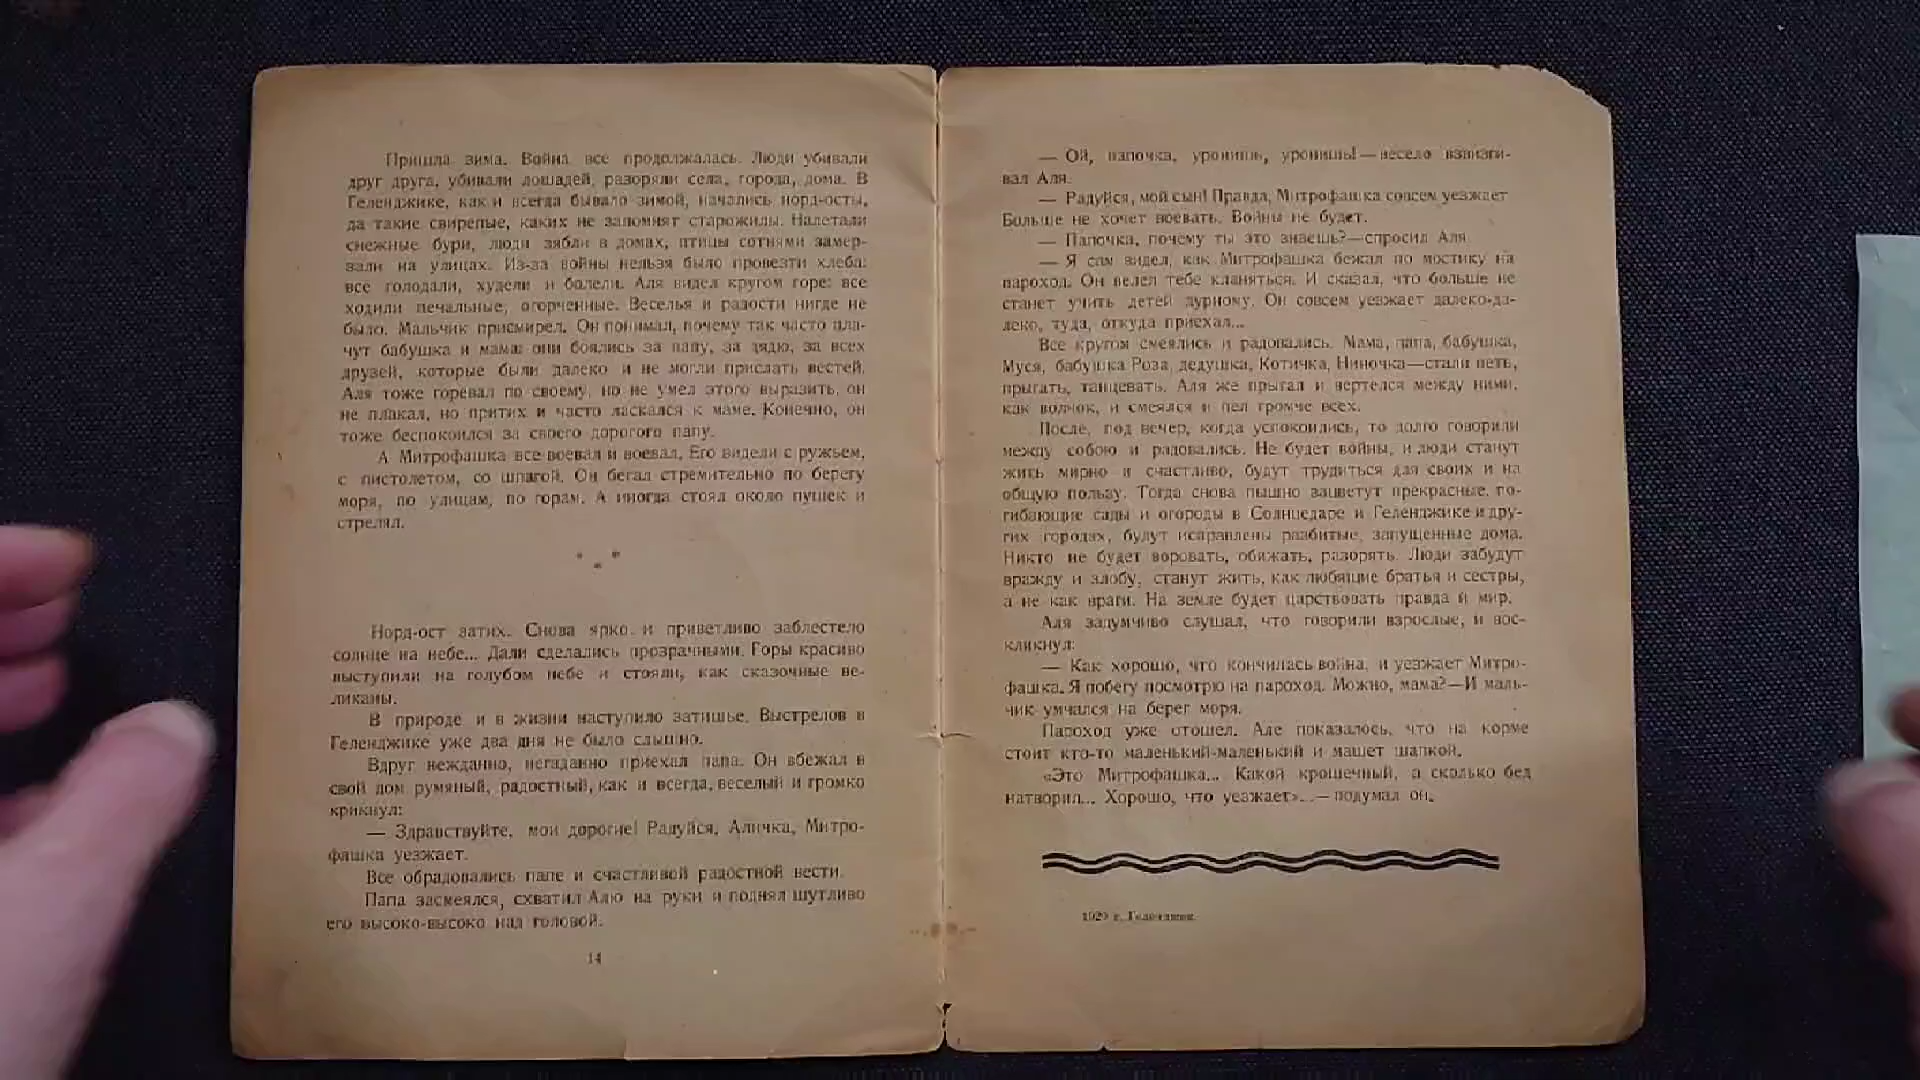 Пришла зима. Война все продолжалась. Люди убивали
друг друга, убивали лошадей, разоряли села, города, дома. В
Геленджике, как и всегда бывало зимой, начались норд-осты,
да такие свирепые, каких не запомнят старожилы. Налетали
снежные бури, люди зябли в домах, птицы сотнями замер-
зали на улицах. Из-за войны нельзя было провезти хлеба:
все голодали, худели и болели. Аля видел кругом горе: все
ходили печальные, огорченные. Веселья и радости нигде не
было. Мальчик присмирел. Он понимал, почему так часто пла-
чут бабушка и мама: они боялись за папу, за дядю, за всех
друзей, которые были далеко и не могли прислать вестей.
Аля тоже горевал по своему, но не умел этого выразить, он
не плакал, но притих и часто ласкался к маме. Конечно, он
тоже беспокоился за своего дорогого папу.
А Митрофашка все воевал и воевал. Его видели с ружьем,
с пистолетом, со шпагой. Он бегал стремительно по берегу
моря, по улицам, по горам. А иногда стоял около пушек и
стрелял.
* * *
Норд-ост затих. Снова ярко и приветливо заблестело
солнце на небе... Дали сделались прозрачными. Горы красиво
выступили на голубом небе и стояли, как сказочные ве-
ликаны.
В природе и в жизни наступило затишье. Выстрелов в
Геленджике уже два дня не было слышно.
Вдруг нежданно, негаданно приехал папа. Он вбежал в
свой дом румяный, радостный, как и всегда, веселый и громко
крикнул:
— Здравствуйте, мои дорогие! Радуйся, Аличка, Митро-
фашка уезжает.
Все обрадовались папе и счастливой радостной вести.
Папа засмеялся, схватил Алю на руки и поднял шутливо
его высоко-высоко над головой.
14
— Ой, папочка, уронишь, уронишь! — весело взвизги-
вал Аля.
— Радуйся, мой сын! Правда, Митрофашка совсем уезжает
Больше не хочет воевать. Войны не будет.
— Папочка, почему ты это знаешь?—спросил Аля
— Я сам видел, как Митрофашка бежал по мостику на
пароход. Он велел тебе кланяться. И сказал, что больше не
станет учить детей дурному. Он совсем уезжает далеко-да-
леко, туда, откуда приехал...
Все кругом смеялись и радовались. Мама, папа, бабушка,
Муся, бабушка Роза, дедушка, Котичка, Ниночка—стали петь,
прыгать, танцевать. Аля же прыгал и вертелся между ними,
как волчок, и смеялся и пел громче всех.
После, под вечер, когда успокоились, то долго говорили
между собою и радовались. Не будет войны, и люди станут
жить мирно и счастливо, будут трудиться для своих и на
общую пользу. Тогда снова пышно зацветут прекрасные, по-
гибающие сады и огороды в Солнцедаре и Геленджике и дру-
гих городах, будут исправлены разбитые, запущенные дома.
Никто не будет воровать, обижать, разорять. Люди забудут
вражду и злобу, станут жить, как любящие братья и сестры,
а не как враги. На земле будет царствовать правда и мир.
Аля задумчиво слушал, что говорили взрослые, и вос-
кликнул:
— Как хорошо, что кончилась война, и уезжает Митро-
фашка. Я побегу посмотрю на пароход. Можно, мама?—И маль-
чик умчался на берег моря.
Пароход уже отошел. Але показалось, что на корме
стоит кто-то маленький-маленький и машет шапкой.
«Это Митрофашка... Какой крошечный, а сколько бед
натворил... Хорошо, что уезжает»...—подумал он.
г. Геленджик